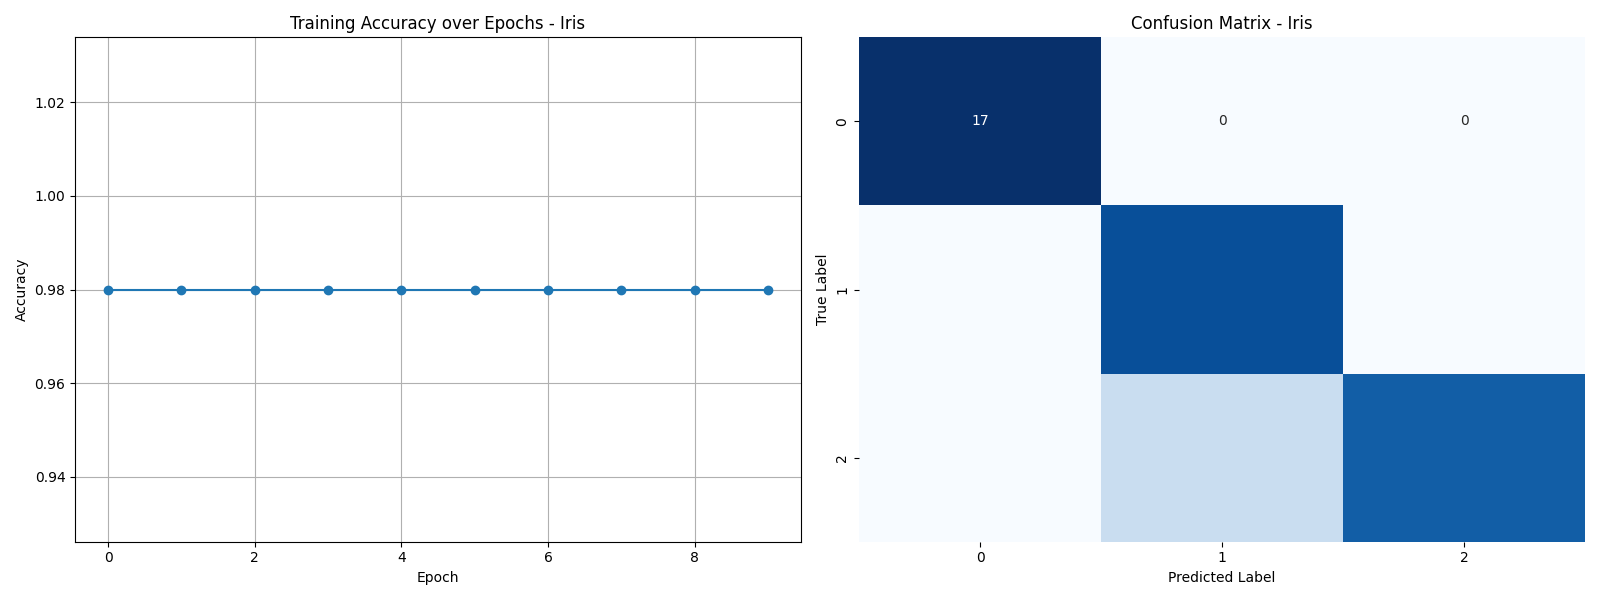 Training Accuracy over Epochs - Iris
Accuracy
1.02
1.00
0.98
0.96
0.94
0 2 4 6 8
Epoch
Confusion Matrix - Iris
True Label
0
17 0 0
1
2
0 1 2
Predicted Label